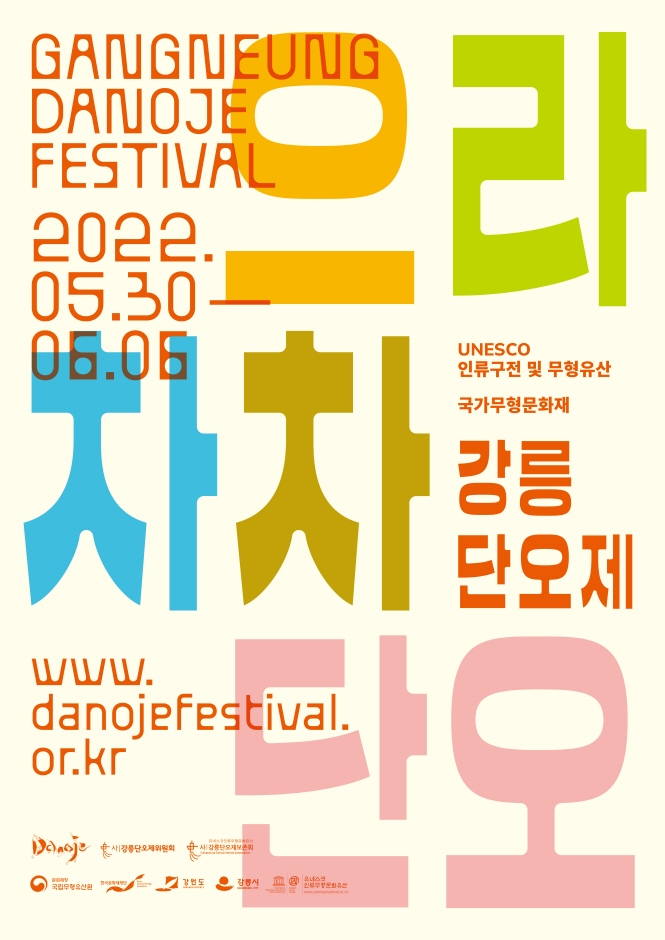 GANGNEUNG
DANOJE
FESTIVAL
2022.
05.30—
06.06
으라
차차
단오
UNESCO
인류구전 및 무형유산
국가무형문화재
강릉
단오제
www.
danojefestival.
or.kr
Danoje
사)강릉단오제위원회
사)강릉단오제보존회
문화재청
국립무형유산원
강원도
강릉시
유네스코
인류무형문화유산